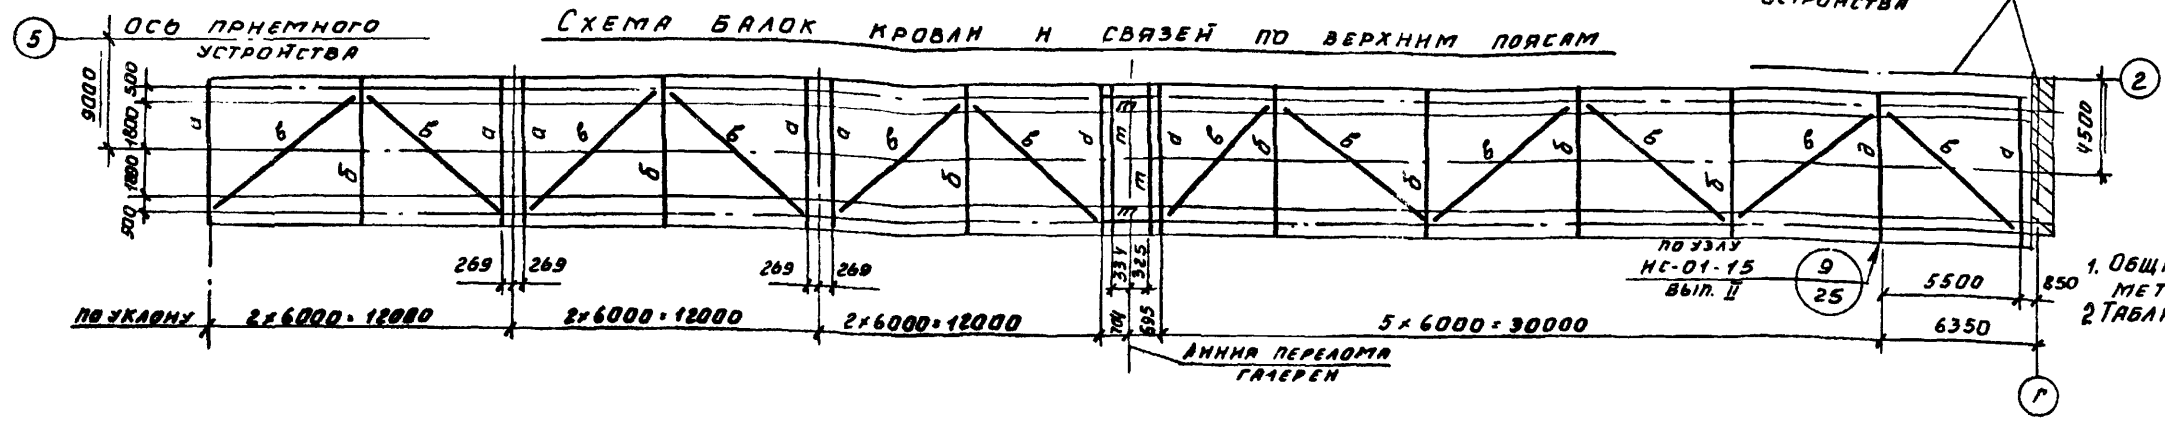 Схема балок кровли и связей по верхним поясам
5
ось приемного
устройства
устройства
2
9000
500
1800
1800
500
4500
а
в
б
б
а
а
в
б
б
а
а
в
б
б
а
т
т
т
т
а
в
б
б
б
в
б
б
б
в
а
в
а
269
269
269
269
334
325
по узлу
ИС-01-15
вып. II
9
25
5500
850
1. Общ
мет
2 Табл
по уклону
2×6000=12000
2×6000=12000
2×6000=12000
704
695
5×6000=30000
6350
Линия перелома
галереи
Г